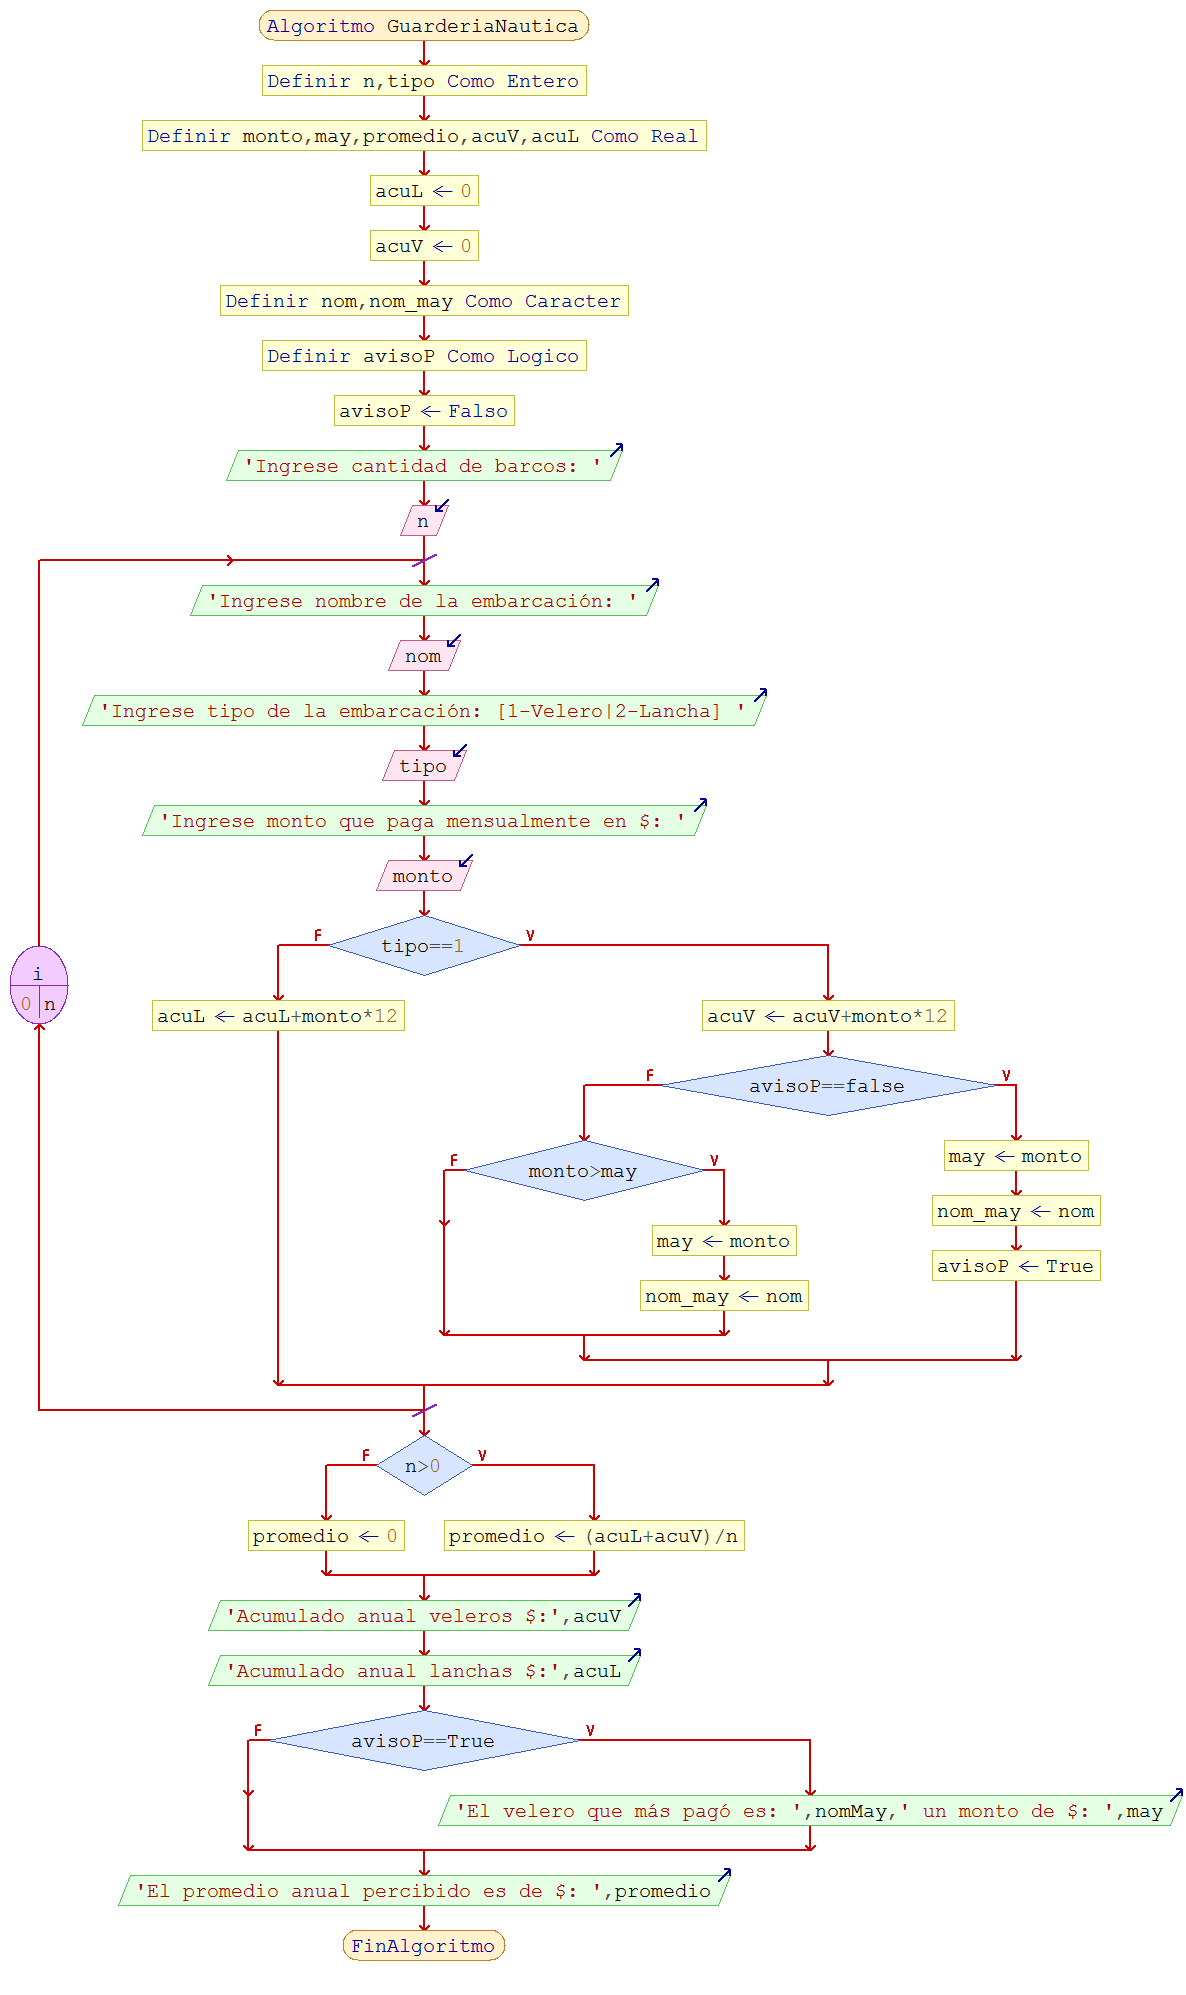 Algoritmo GuarderiaNautica
Definir n,tipo Como Entero
Definir monto,may,promedio,acuV,acuL Como Real
acuL ← 0
acuV ← 0
Definir nom,nom_may Como Caracter
Definir avisoP Como Logico
avisoP ← Falso
'Ingrese cantidad de barcos: '
n
'Ingrese nombre de la embarcación: '
nom
'Ingrese tipo de la embarcación: [1-Velero|2-Lancha] '
tipo
'Ingrese monto que paga mensualmente en $: '
monto
F
V
tipo==1
i
0
n
acuL ← acuL+monto*12
acuV ← acuV+monto*12
F
V
avisoP==false
F
V
monto>may
may ← monto
nom_may ← nom
avisoP ← True
may ← monto
nom_may ← nom
F
V
n>0
promedio ← 0
promedio ← (acuL+acuV)/n
'Acumulado anual veleros $:',acuV
'Acumulado anual lanchas $:',acuL
F
V
avisoP==True
'El velero que más pagó es: ',nomMay,' un monto de $: ',may
'El promedio anual percibido es de $: ',promedio
FinAlgoritmo